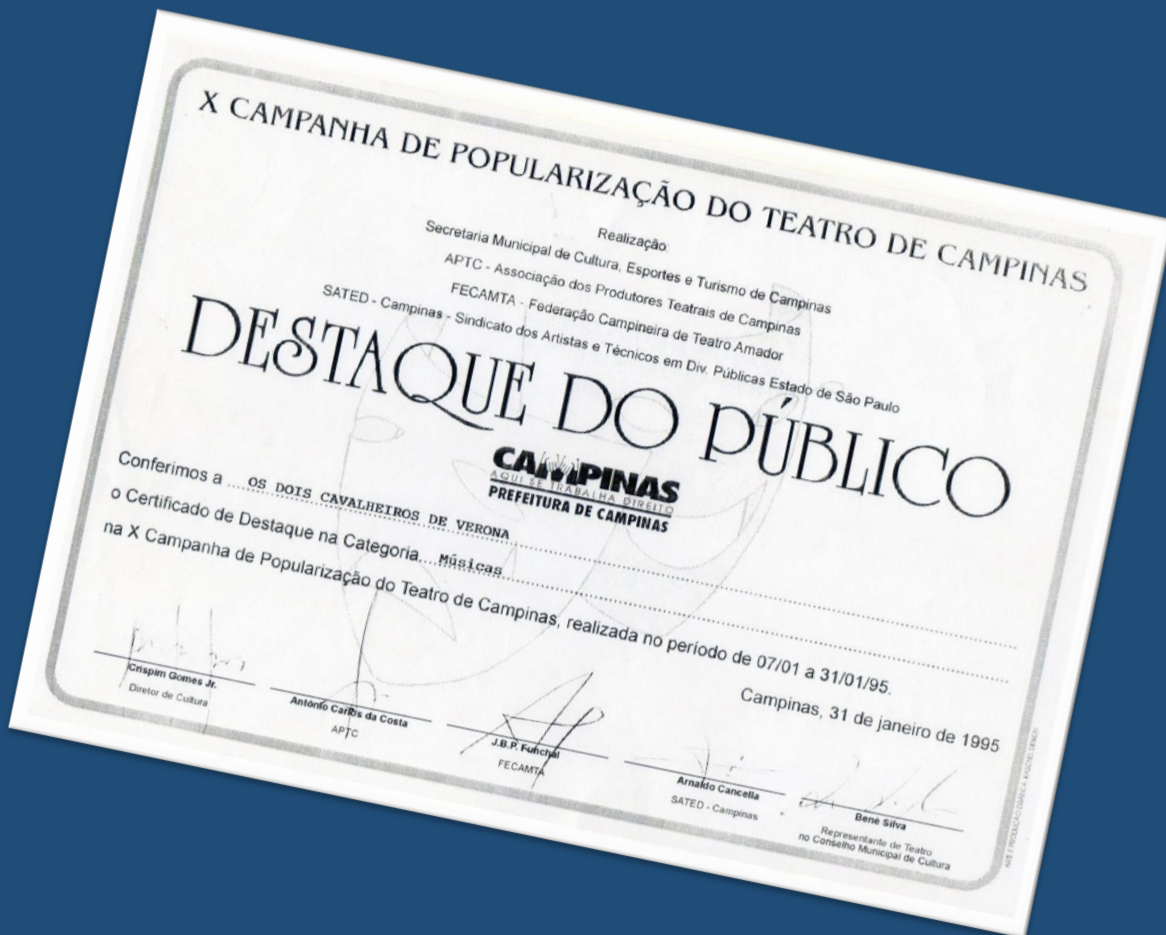 X CAMPANHA DE POPULARIZAÇÃO DO TEATRO DE CAMPINAS
Realização:
Secretaria Municipal de Cultura, Esportes e Turismo de Campinas
APTC - Associação dos Produtores Teatrais de Campinas
FECAMTA - Federação Campineira de Teatro Amador
SATED - Campinas - Sindicato dos Artistas e Técnicos em Div. Públicas Estado de São Paulo
DESTAQUE DO PÚBLICO
CAMPINAS
AQUI SE TRABALHA DIREITO
PREFEITURA DE CAMPINAS
Conferimos a OS DOIS CAVALHEIROS DE VERONA
o Certificado de Destaque na Categoria Músicas
na X Campanha de Popularização do Teatro de Campinas, realizada no período de 07/01 a 31/01/95.
Campinas, 31 de janeiro de 1995
Crispim Gomes Jr.
Diretor de Cultura
Antônio Carlos da Costa
APTC
J.B.P. Funchal
FECAMTA
Arnaldo Cancella
SATED - Campinas
Bené Silva
Representante de Teatro
no Conselho Municipal de Cultura